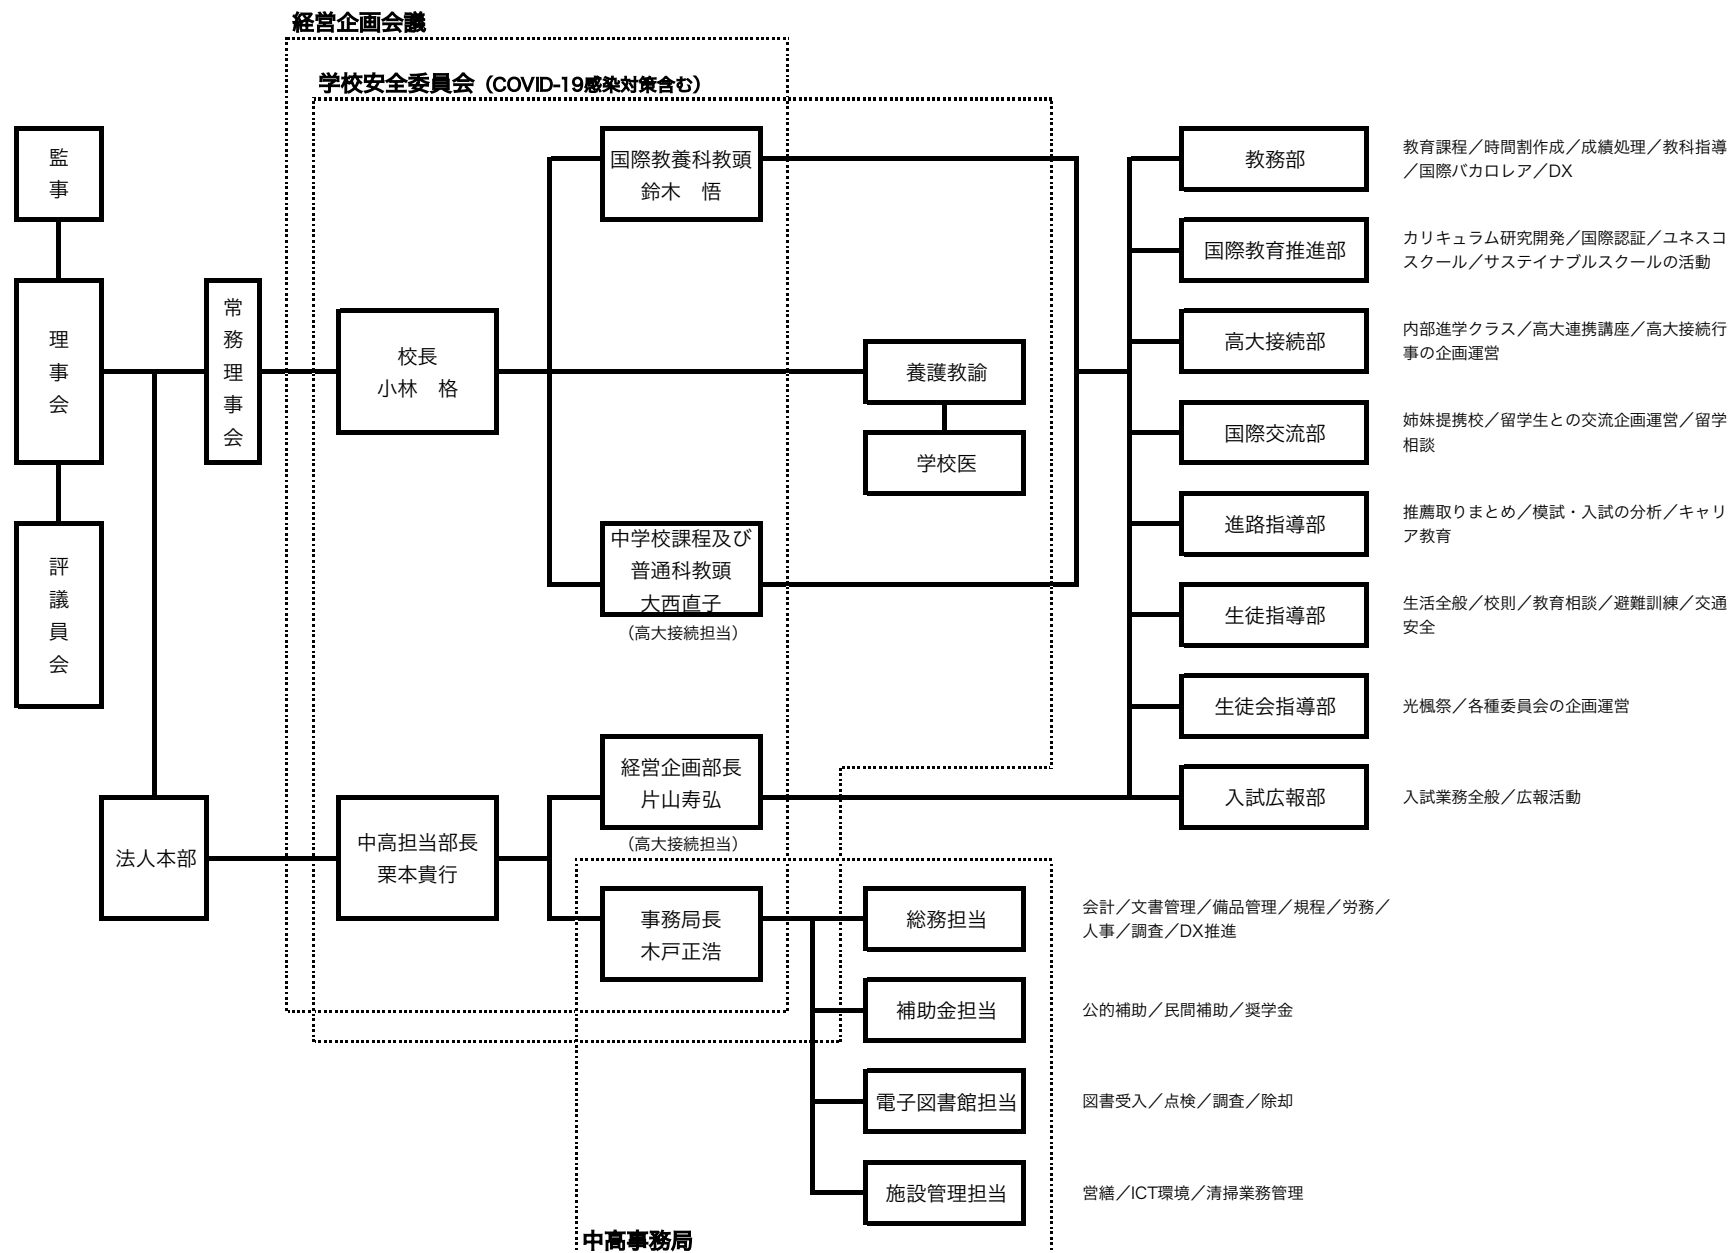 経営企画会議
学校安全委員会（COVID-19感染対策含む）
監事
理事会
評議員会
常務理事会
法人本部
校長
小林　格
中高担当部長
栗本貴行
国際教養科教頭
鈴木　悟
中学校課程及び
普通科教頭
大西直子
（高大接続担当）
経営企画部長
片山寿弘
（高大接続担当）
事務局長
木戸正浩
養護教諭
学校医
教務部
教育課程／時間割作成／成績処理／教科指導
／国際バカロレア／DX
国際教育推進部
カリキュラム研究開発／国際認証／ユネスコ
スクール／サステイナブルスクールの活動
高大接続部
内部進学クラス／高大連携講座／高大接続行
事の企画運営
国際交流部
姉妹提携校／留学生との交流企画運営／留学
相談
進路指導部
推薦取りまとめ／模試・入試の分析／キャリ
ア教育
生徒指導部
生活全般／校則／教育相談／避難訓練／交通
安全
生徒会指導部
光楓祭／各種委員会の企画運営
入試広報部
入試業務全般／広報活動
総務担当
会計／文書管理／備品管理／規程／労務／
人事／調査／DX推進
補助金担当
公的補助／民間補助／奨学金
電子図書館担当
図書受入／点検／調査／除却
施設管理担当
営繕／ICT環境／清掃業務管理
中高事務局